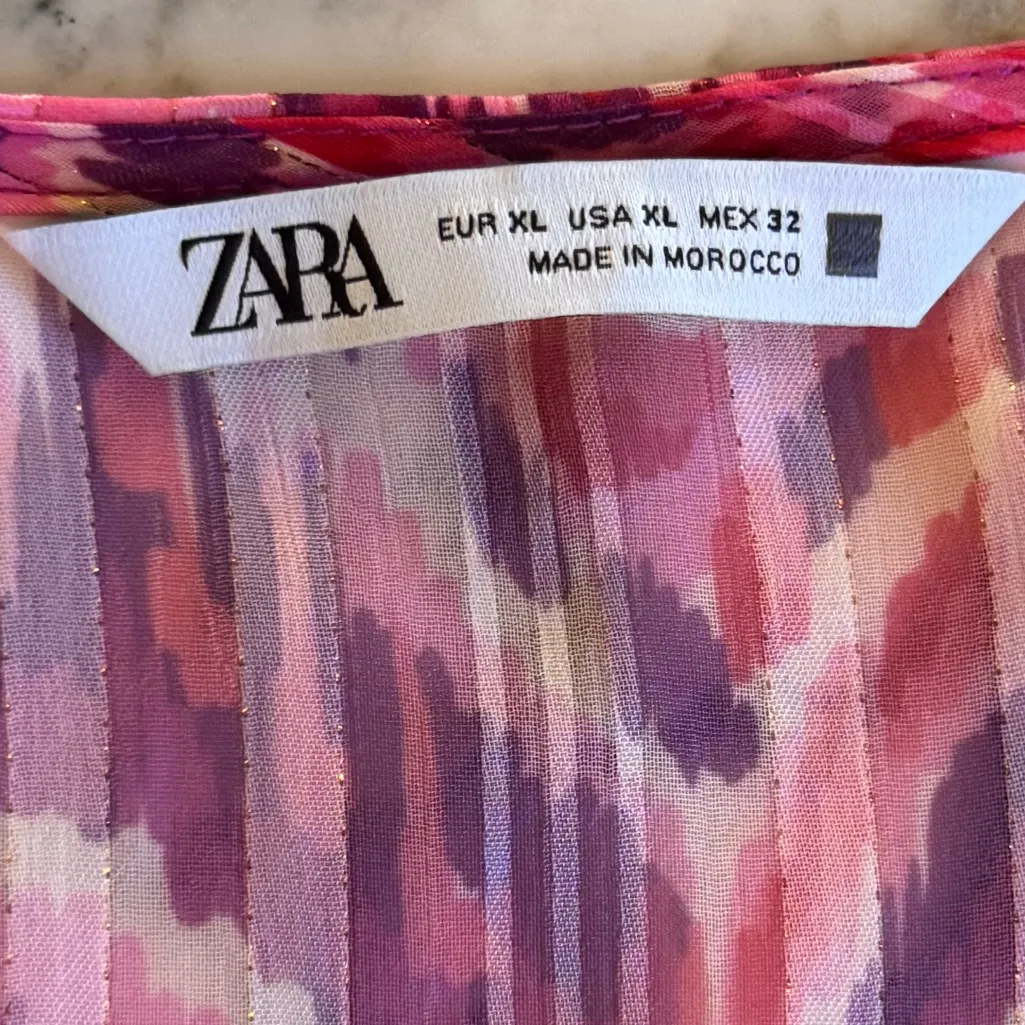 ZARA
EUR XL USA XL MEX 32
MADE IN MOROCCO